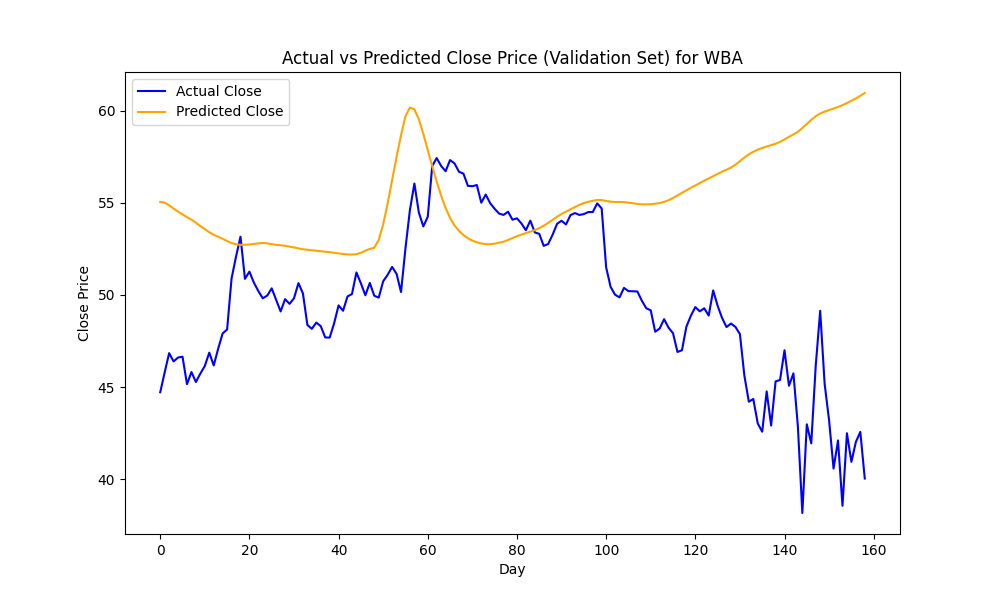 Actual vs Predicted Close Price (Validation Set) for WBA
Actual Close
Predicted Close
Close Price
60
55
50
45
40
0 20 40 60 80 100 120 140 160
Day